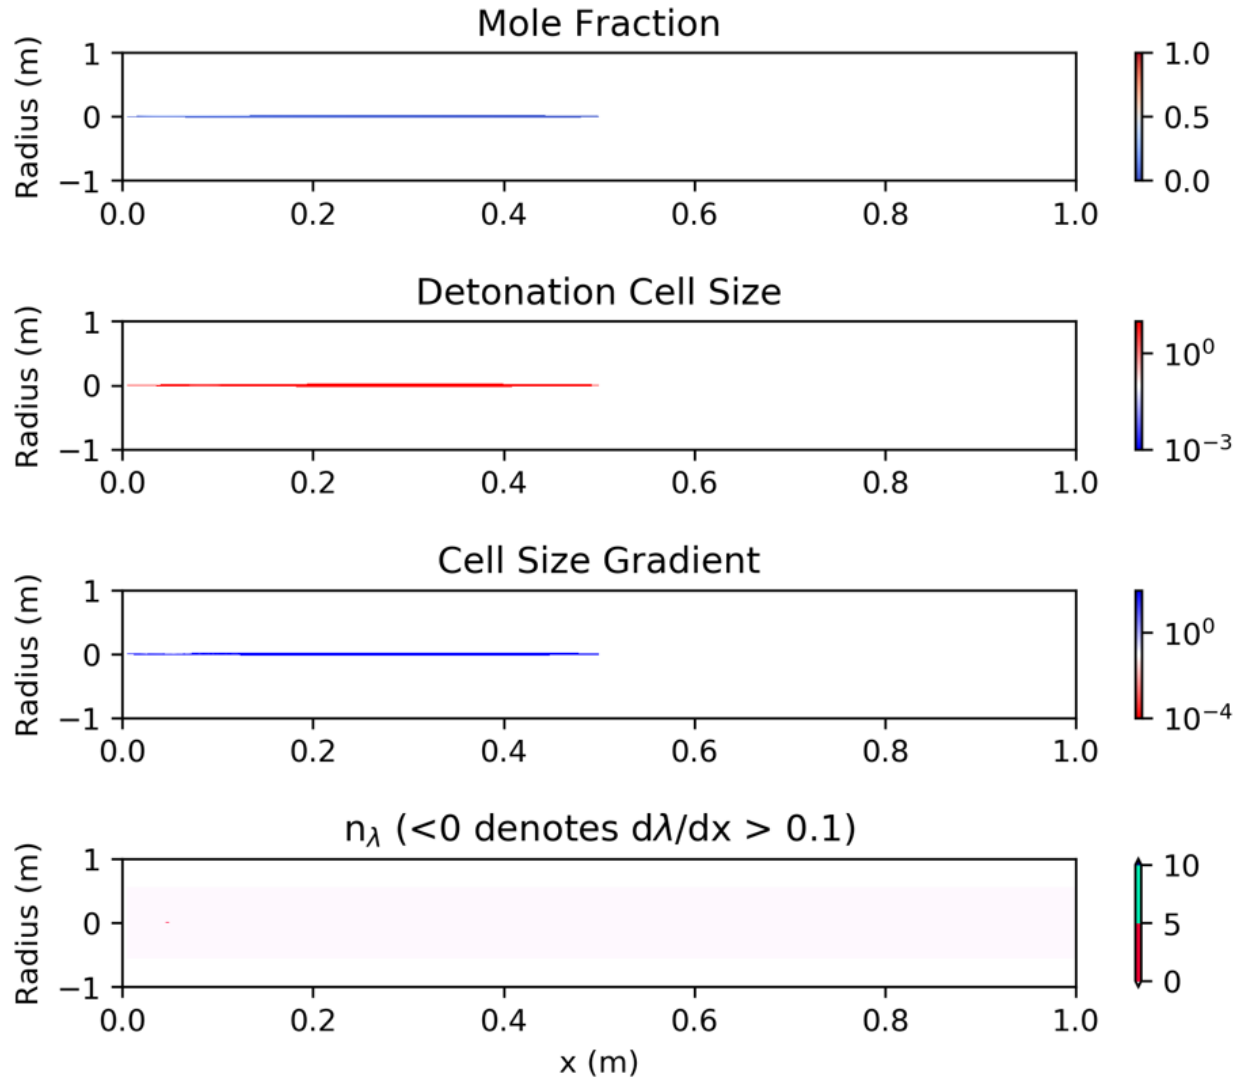 Mole Fraction
Radius (m)
1
0
−1
0.0 0.2 0.4 0.6 0.8 1.0
1.0
0.5
0.0
Detonation Cell Size
Radius (m)
1
0
−1
0.0 0.2 0.4 0.6 0.8 1.0
10⁰
10⁻³
Cell Size Gradient
Radius (m)
1
0
−1
0.0 0.2 0.4 0.6 0.8 1.0
10⁰
10⁻⁴
n_λ (<0 denotes dλ/dx > 0.1)
Radius (m)
1
0
−1
0.0 0.2 0.4 0.6 0.8 1.0
x (m)
10
5
0